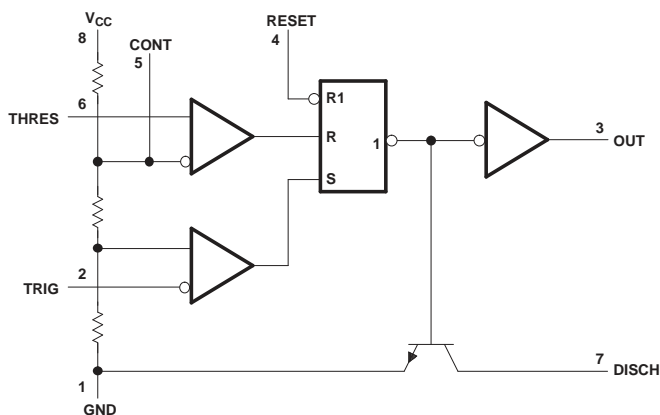 VCC
8
CONT
5
RESET
4
6
THRES
R1
R
1
S
3
OUT
2
TRIG
7
DISCH
1
GND